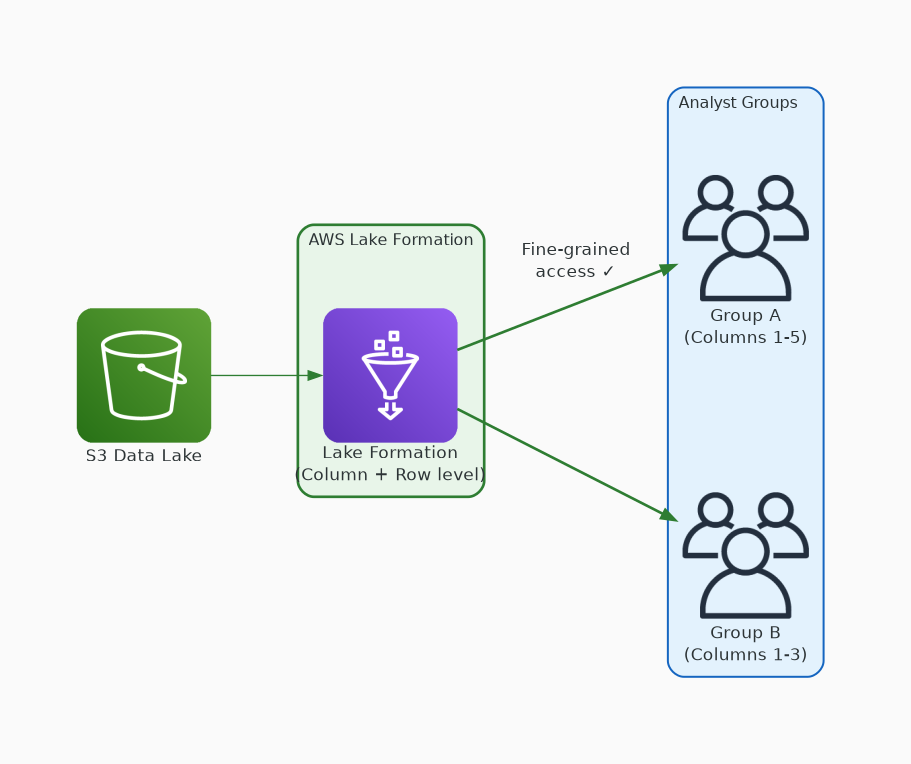 Analyst Groups
AWS Lake Formation
Fine-grained
access ✓
Group A
(Columns 1-5)
S3 Data Lake
Lake Formation
(Column + Row level)
Group B
(Columns 1-3)